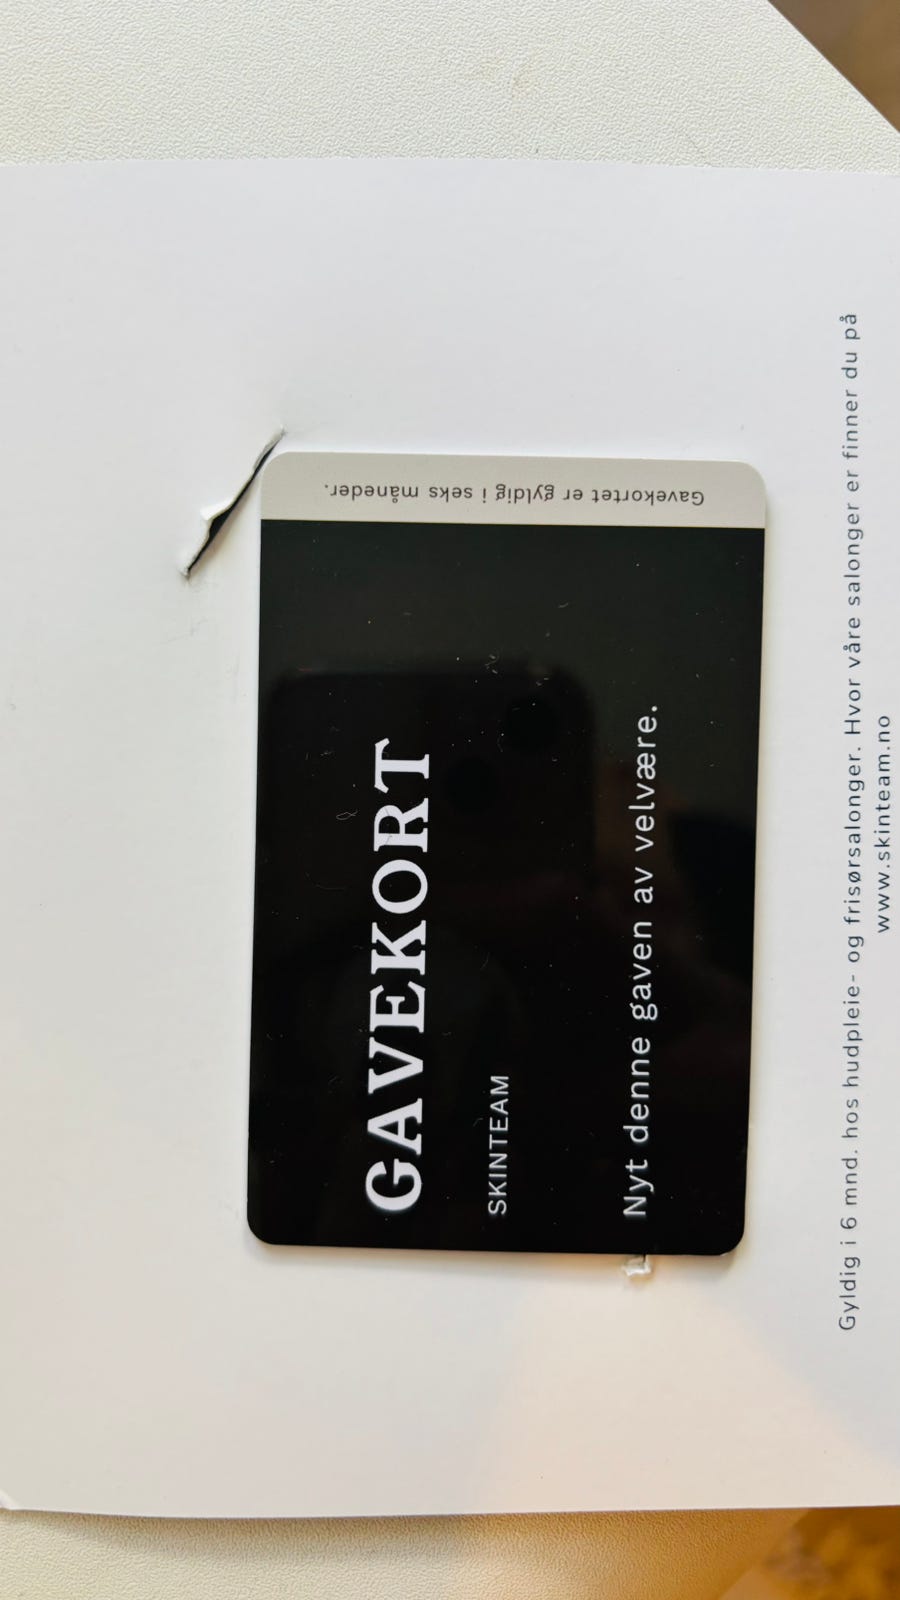 GAVEKORT
SKINTEAM
Nyt denne gaven av velvære.
Gavekortet er gyldig i seks måneder.
Gyldig i 6 mnd. hos hudpleie- og frisørsalonger. Hvor våre salonger er finner du på
www.skinteam.no